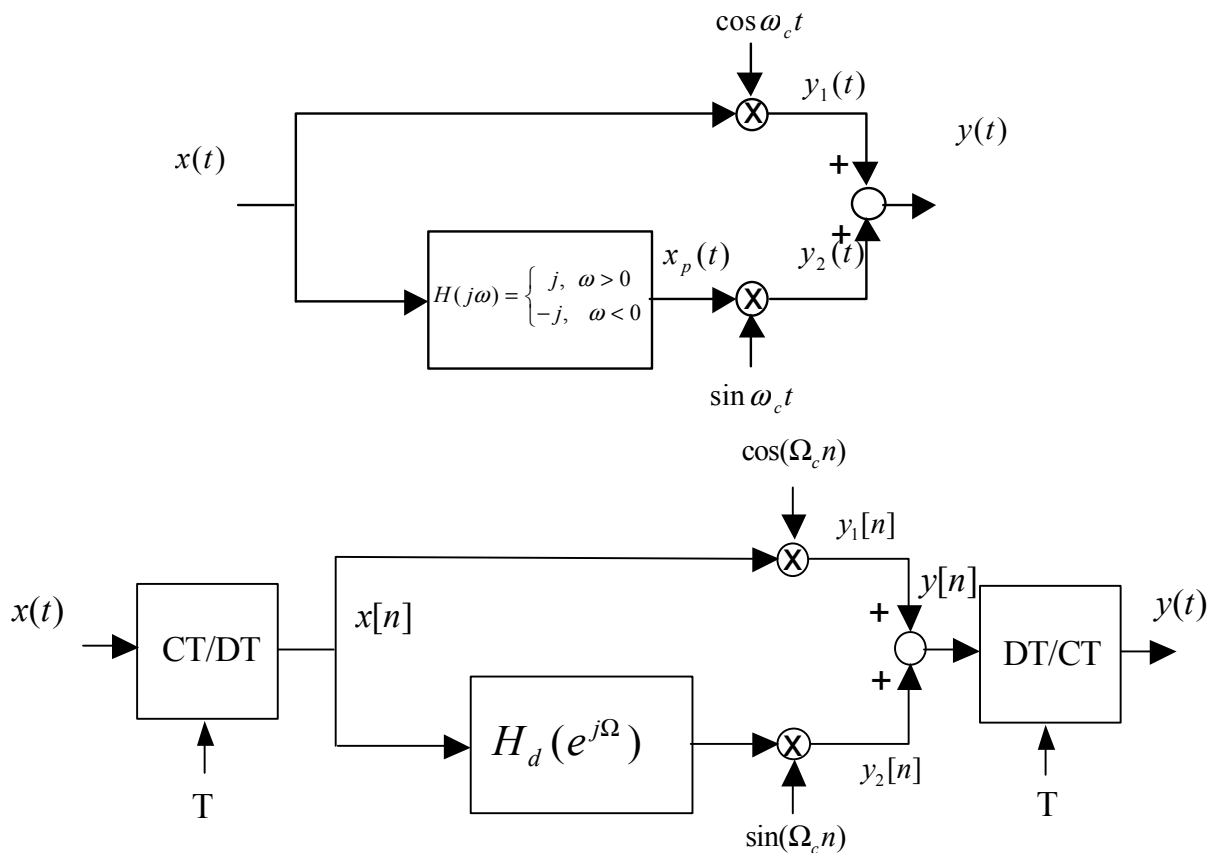 cos ω_c t
y_1(t)
x(t)
y(t)
+
+
x_p(t)
y_2(t)
H(jω) = { j, ω > 0
−j, ω < 0
X
X
sin ω_c t
cos(Ω_c n)
y_1[n]
X
x(t)
CT/DT
x[n]
y[n]
DT/CT
y(t)
+
+
H_d(e^{jΩ})
X
y_2[n]
T
T
sin(Ω_c n)